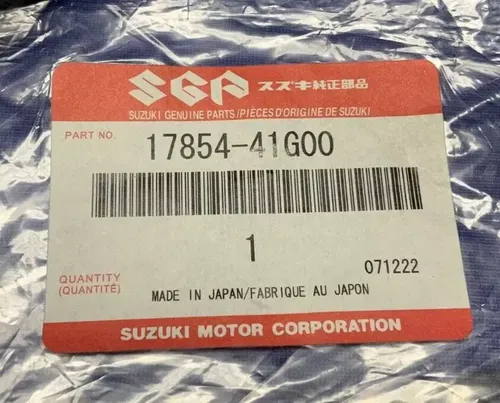 SGP スズキ純正部品
SUZUKI GENUINE PARTS/PIÈCES D'ORIGINE DE SUZUKI
PART NO. 17854-41G00
1
QUANTITY
(QUANTITÉ)
071222
MADE IN JAPAN/FABRIQUE AU JAPON
SUZUKI MOTOR CORPORATION